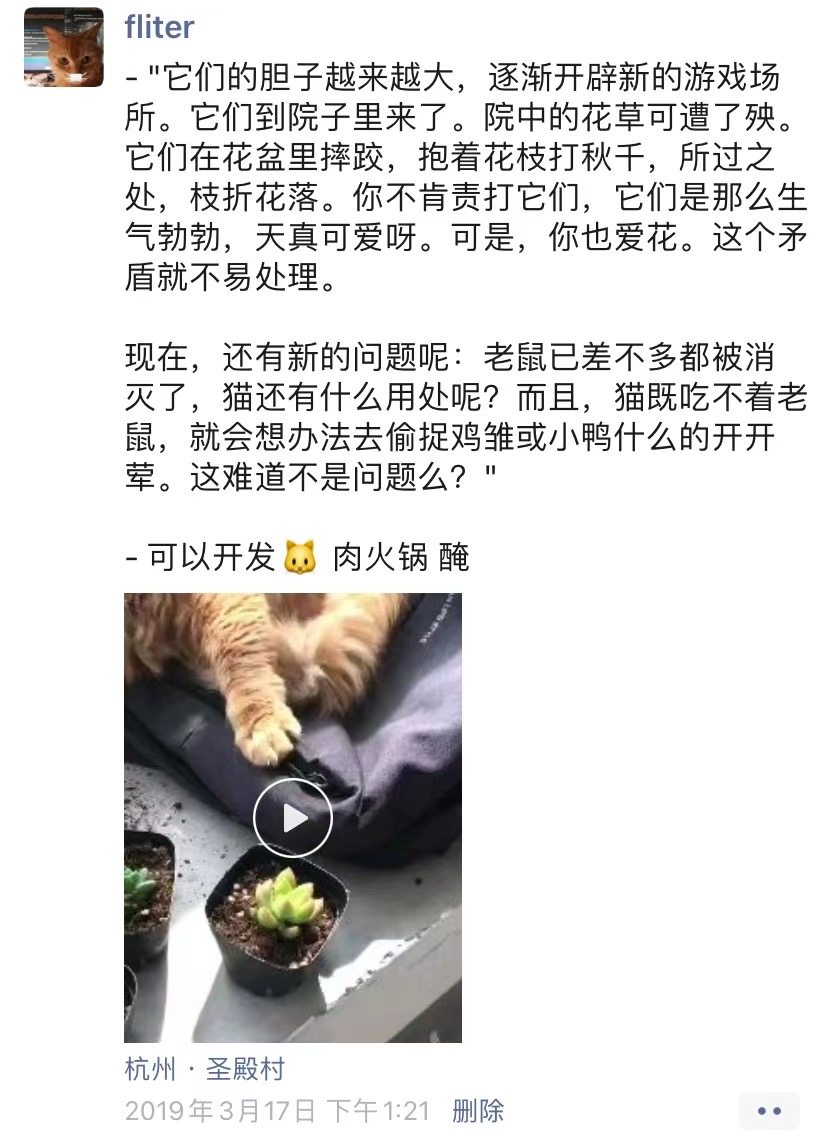 fliter
- "它们的胆子越来越大，逐渐开辟新的游戏场
所。它们到院子里来了。院中的花草可遭了殃。
它们在花盆里摔跤，抱着花枝打秋千，所过之
处，枝折花落。你不肯责打它们，它们是那么生
气勃勃，天真可爱呀。可是，你也爱花。这个矛
盾就不易处理。
现在，还有新的问题呢：老鼠已差不多都被消
灭了，猫还有什么用处呢？而且，猫既吃不着老
鼠，就会想办法去偷捉鸡雏或小鸭什么的开开
荤。这难道不是问题么？"
- 可以开发🐱 肉火锅 醃
杭州 · 圣殿村
2019年3月17日 下午1:21 删除